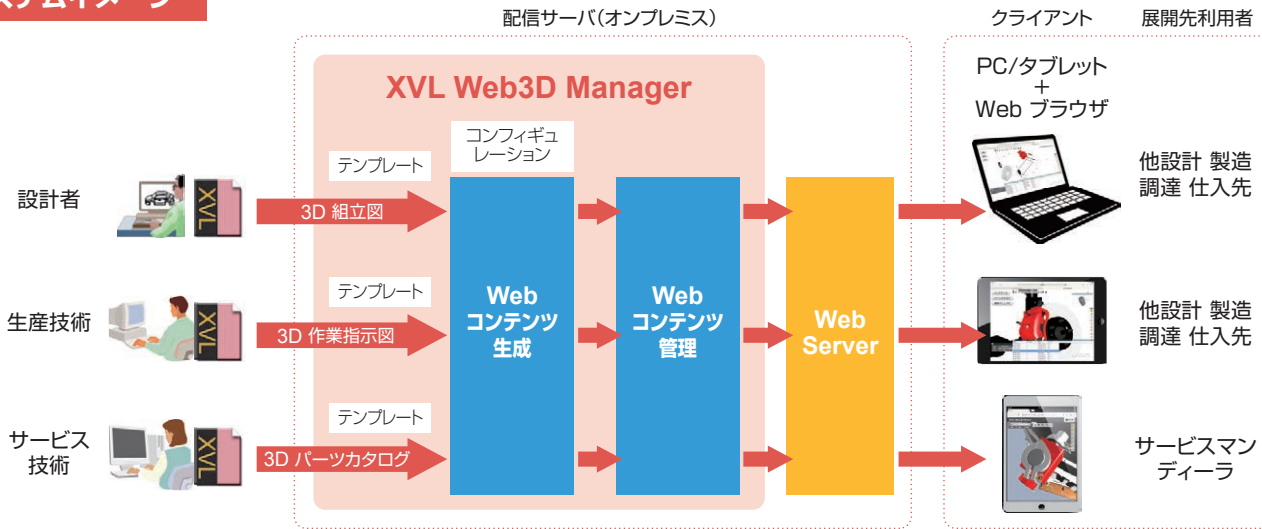 ステムイメージ
配信サーバ(オンプレミス)
クライアント
展開先利用者
XVL Web3D Manager
PC/タブレット
+
Web ブラウザ
コンフィギュ
レーション
テンプレート
設計者
XVL
3D 組立図
他設計 製造
調達 仕入先
テンプレート
生産技術
XVL
3D 作業指示図
Web
コンテンツ
生成
Web
コンテンツ
管理
Web
Server
他設計 製造
調達 仕入先
テンプレート
サービス
技術
XVL
3D パーツカタログ
サービスマン
ディーラ